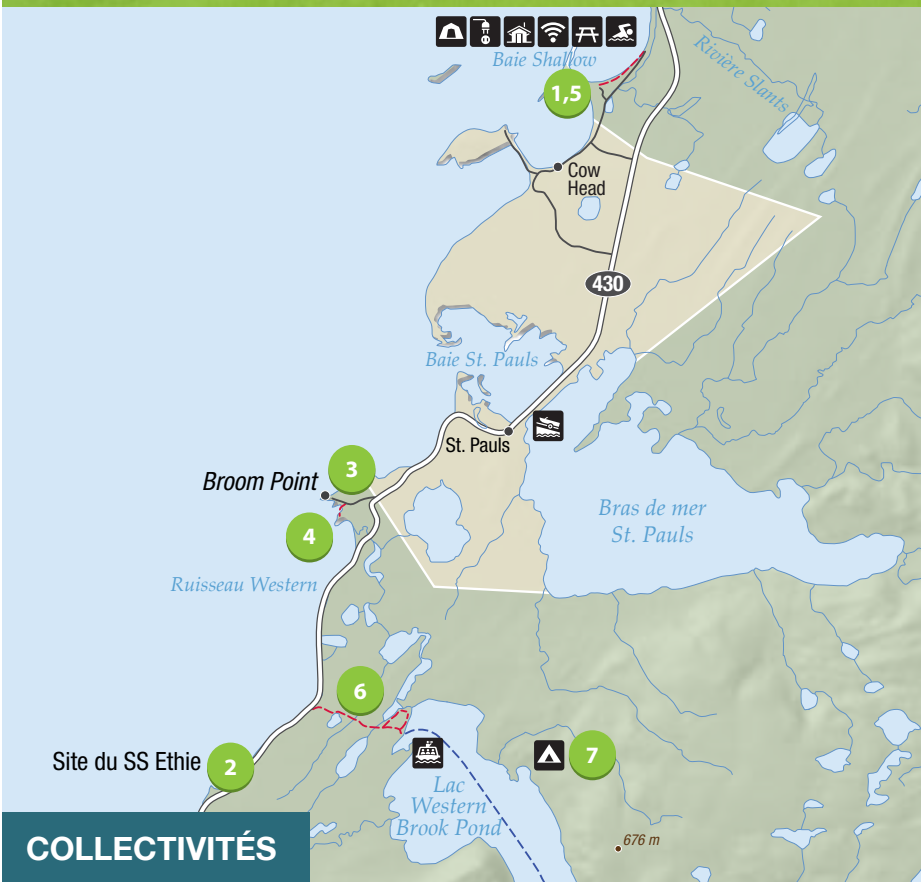 Baie Shallow
Rivière Slants
1,5
Cow
Head
430
Baie St. Pauls
St. Pauls
3
Broom Point
4
Bras de mer
St. Pauls
Ruisseau Western
6
Site du SS Ethie
2
7
Lac
Western
Brook Pond
676 m
COLLECTIVITÉS